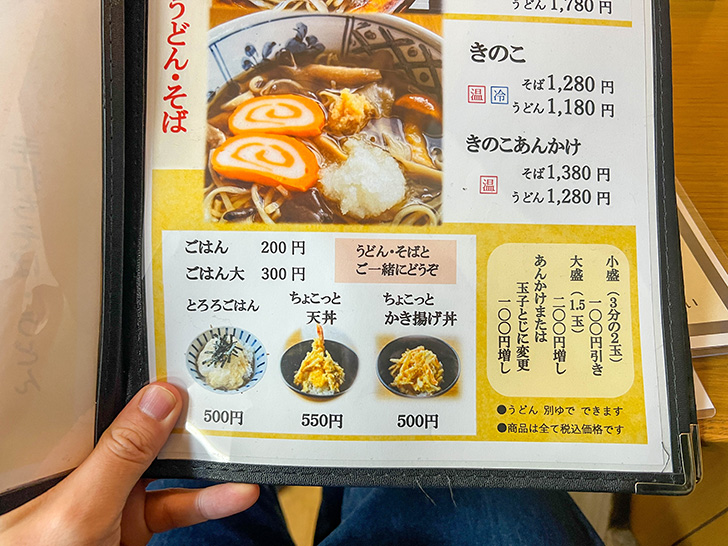 うどん・そば
うどん 1,780 円
きのこ
温 冷
そば 1,280 円
うどん 1,180 円
きのこあんかけ
温
そば 1,380 円
うどん 1,280 円
ごはん 200 円
ごはん大 300 円
うどん・そばと
ご一緒にどうぞ
とろろごはん
500円
ちょこっと
天丼
550円
ちょこっと
かき揚げ丼
500円
小盛（3分の2玉）
一〇〇円引き
大盛（1.5玉）
二〇〇円増し
あんかけまたは
玉子とじに変更
一〇〇円増し
●うどん 別ゆで できます
●商品は全て税込価格です